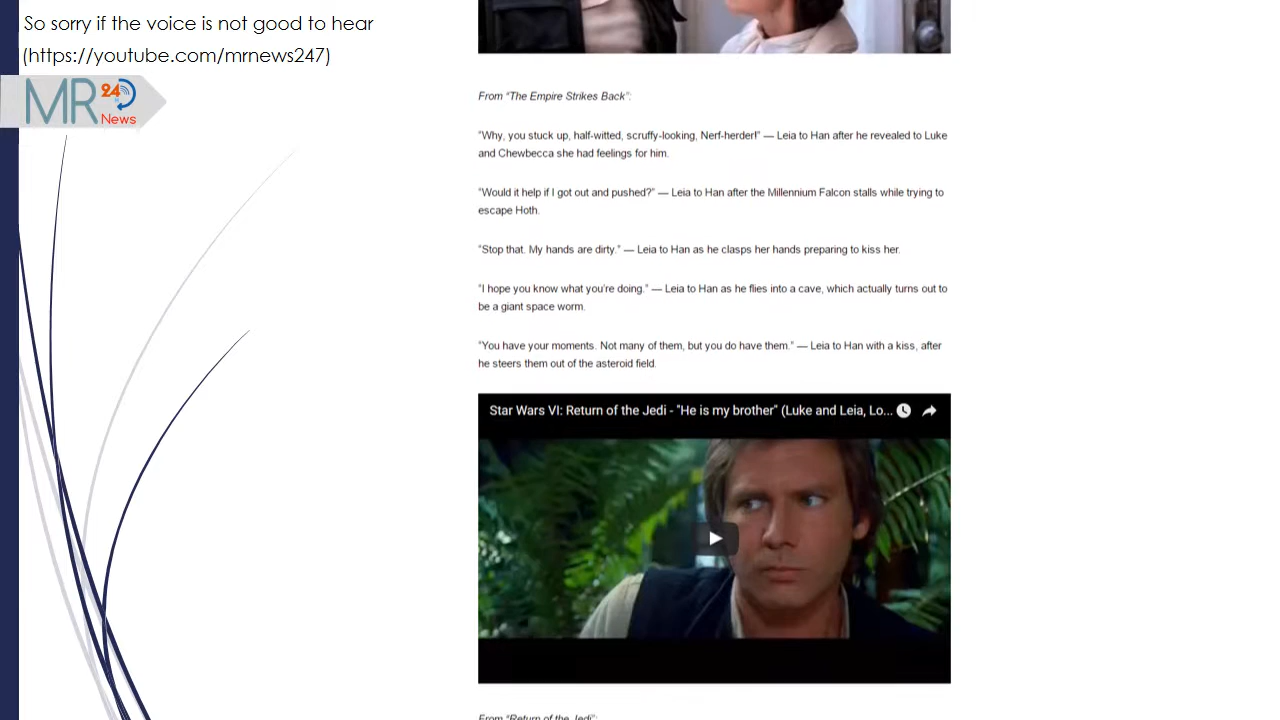 So sorry if the voice is not good to hear
(https://youtube.com/mrnews247)
MR 24 News
From “The Empire Strikes Back”:
“Why, you stuck up, half-witted, scruffy-looking, Nerf-herder!” — Leia to Han after he revealed to Luke
and Chewbecca she had feelings for him.
“Would it help if I got out and pushed?” — Leia to Han after the Millennium Falcon stalls while trying to
escape Hoth.
“Stop that. My hands are dirty.” — Leia to Han as he clasps her hands preparing to kiss her.
“I hope you know what you’re doing.” — Leia to Han as he flies into a cave, which actually turns out to
be a giant space worm.
“You have your moments. Not many of them, but you do have them.” — Leia to Han with a kiss, after
he steers them out of the asteroid field.
Star Wars VI: Return of the Jedi - "He is my brother" (Luke and Leia, Lo...
From “Return of the Jedi”: